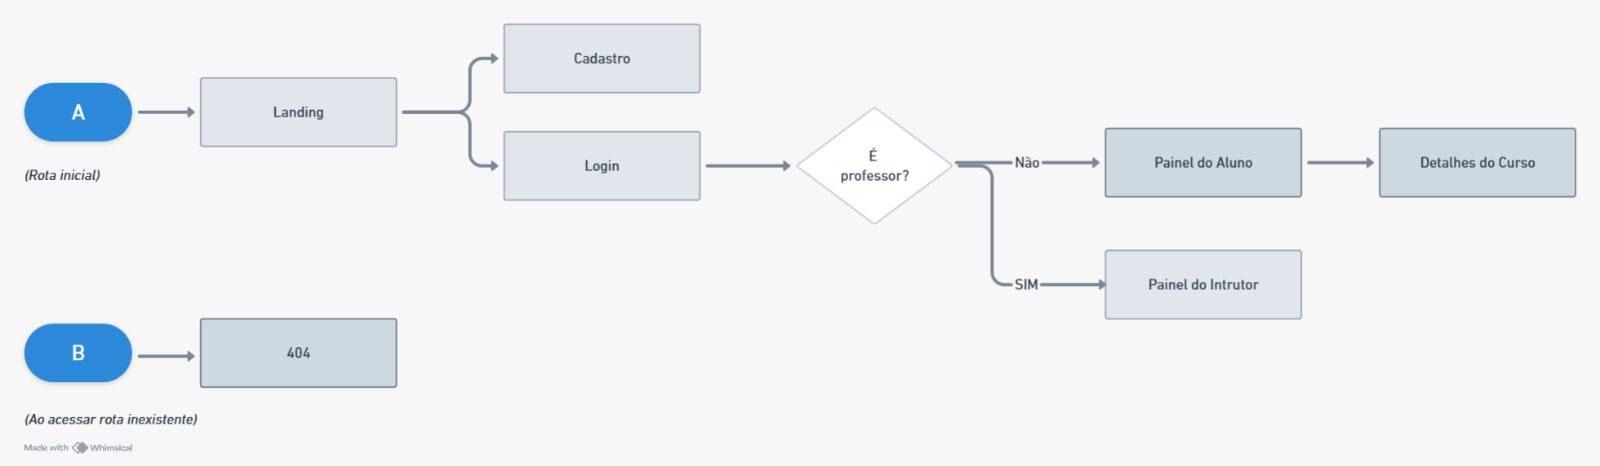 A
Landing
Cadastro
Login
(Rota inicial)
É
professor?
Não
Painel do Aluno
Detalhes do Curso
SIM
Painel do Intrutor
B
404
(Ao acessar rota inexistente)
Made with Whimsical